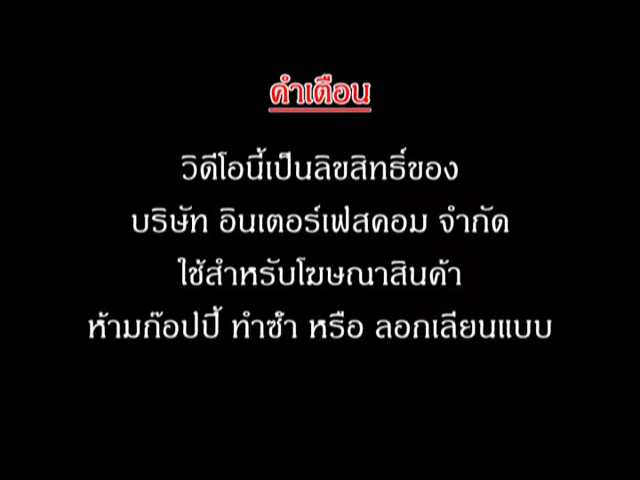 คำเตือน
วิดีโอนี้เป็นลิขสิทธิ์ของ
บริษัท อินเตอร์เฟสคอม จำกัด
ใช้สำหรับโฆษณาสินค้า
ห้ามก๊อปปี้ ทำซ้ำ หรือ ลอกเลียนแบบ